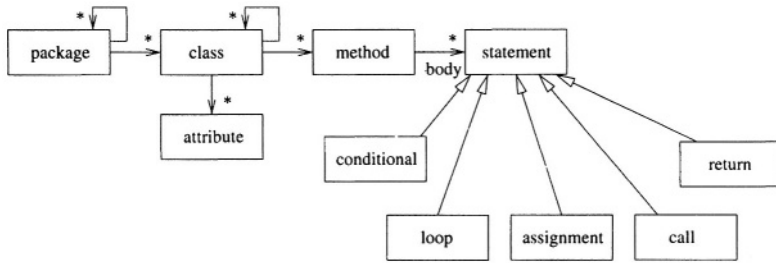 * *
package * class * method * statement
body
*
attribute
conditional
return
loop assignment call